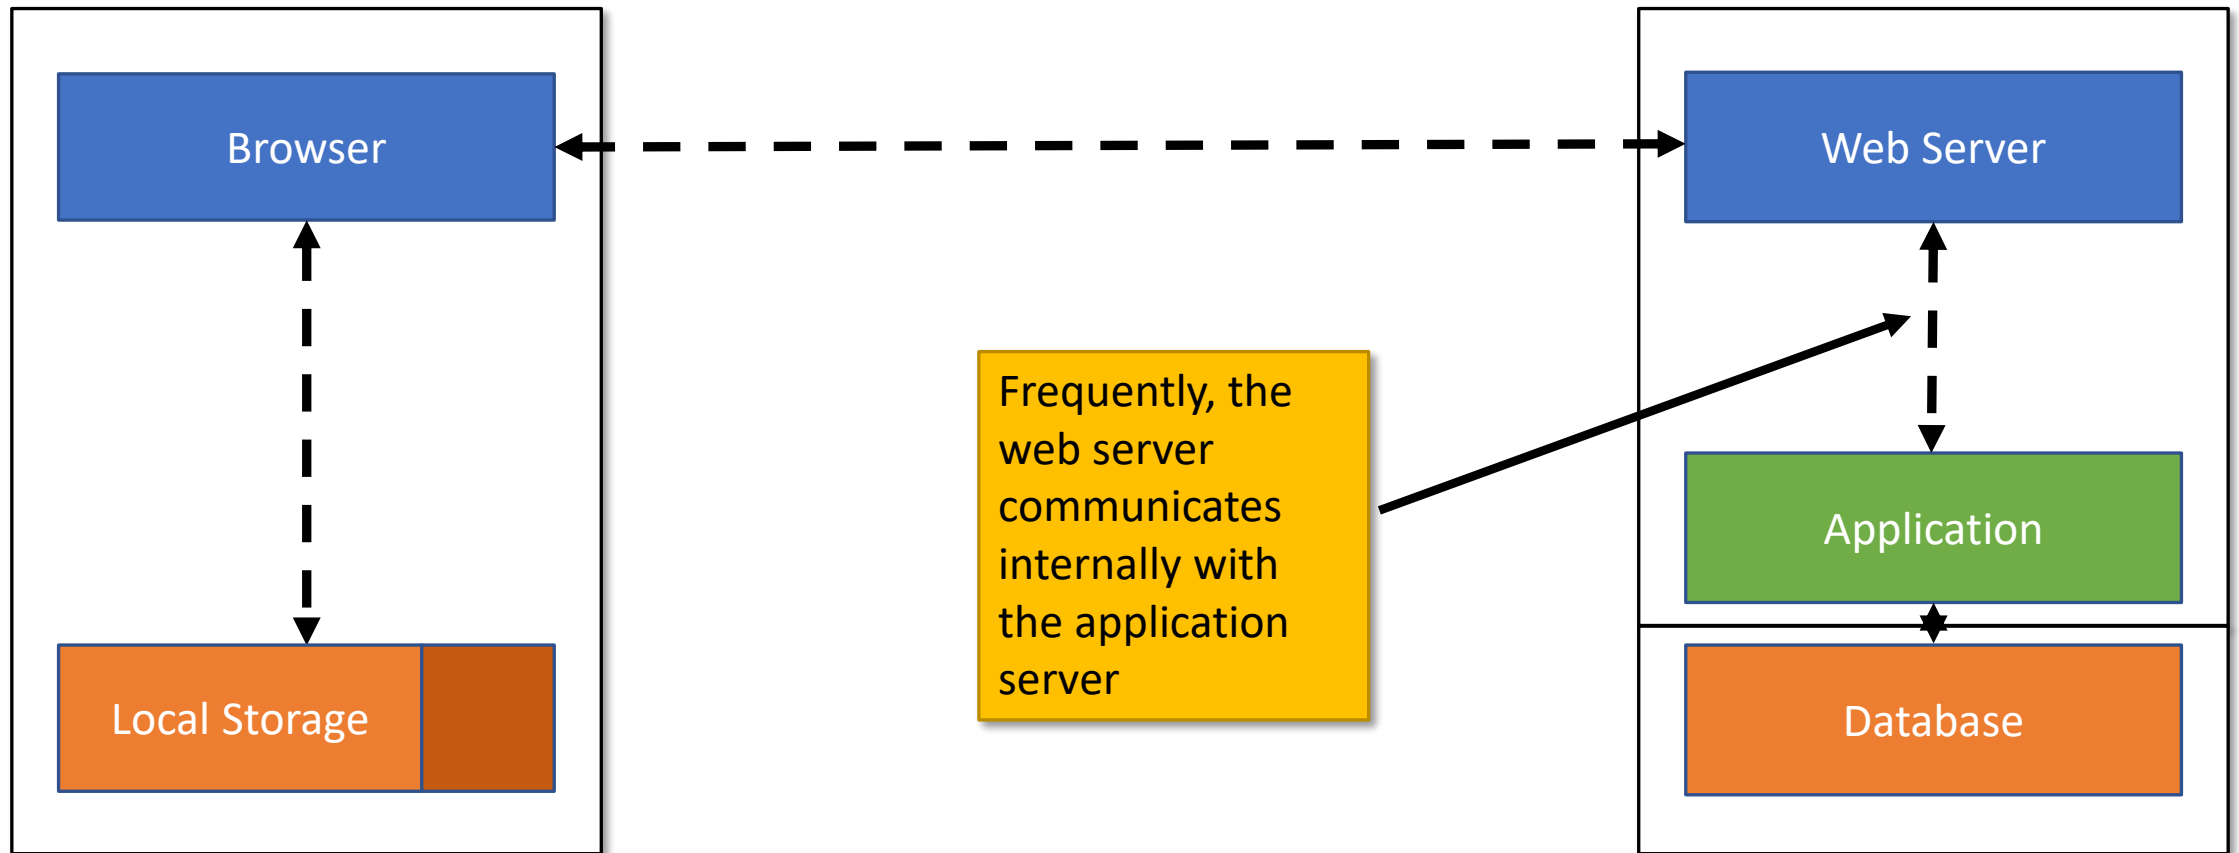 Browser
Web Server
Frequently, the
web server
communicates
internally with
the application
server
Application
Local Storage
Database